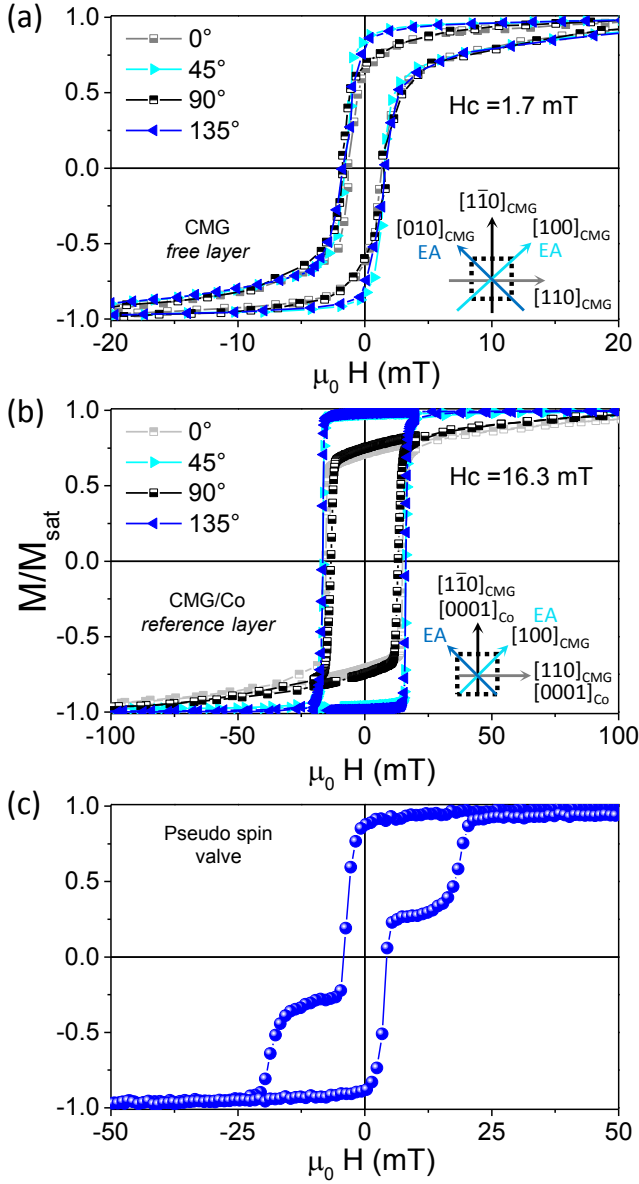 (a)
1.0
0.5
0.0
-0.5
-1.0
0°
45°
90°
135°
Hc =1.7 mT
CMG
free layer
[11̅0]CMG
[010]CMG
EA
[100]CMG
EA
[110]CMG
-20 -10 0 10 20
μ0 H (mT)
(b)
M/Msat
1.0
0.5
0.0
-0.5
-1.0
0°
45°
90°
135°
Hc =16.3 mT
CMG/Co
reference layer
[11̅0]CMG
[0001]Co
EA
EA
[100]CMG
[110]CMG
[0001]Co
-100 -50 0 50 100
μ0 H (mT)
(c)
1.0
0.5
0.0
-0.5
-1.0
Pseudo spin
valve
-50 -25 0 25 50
μ0 H (mT)